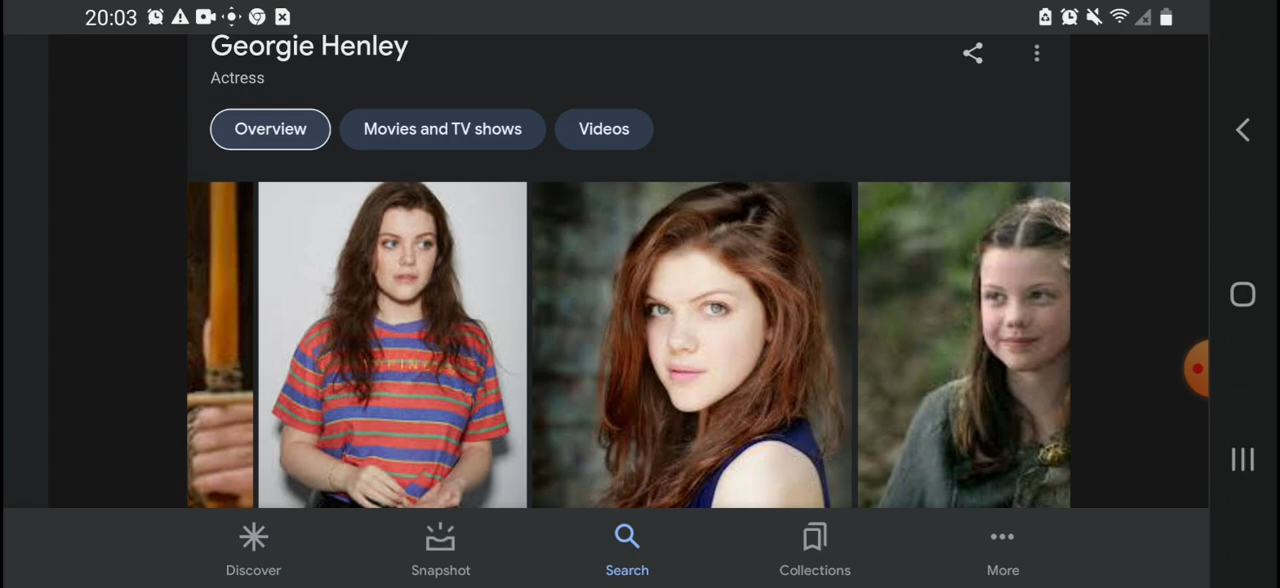 20:03
Georgie Henley
Actress
Overview Movies and TV shows Videos
Discover Snapshot Search Collections More